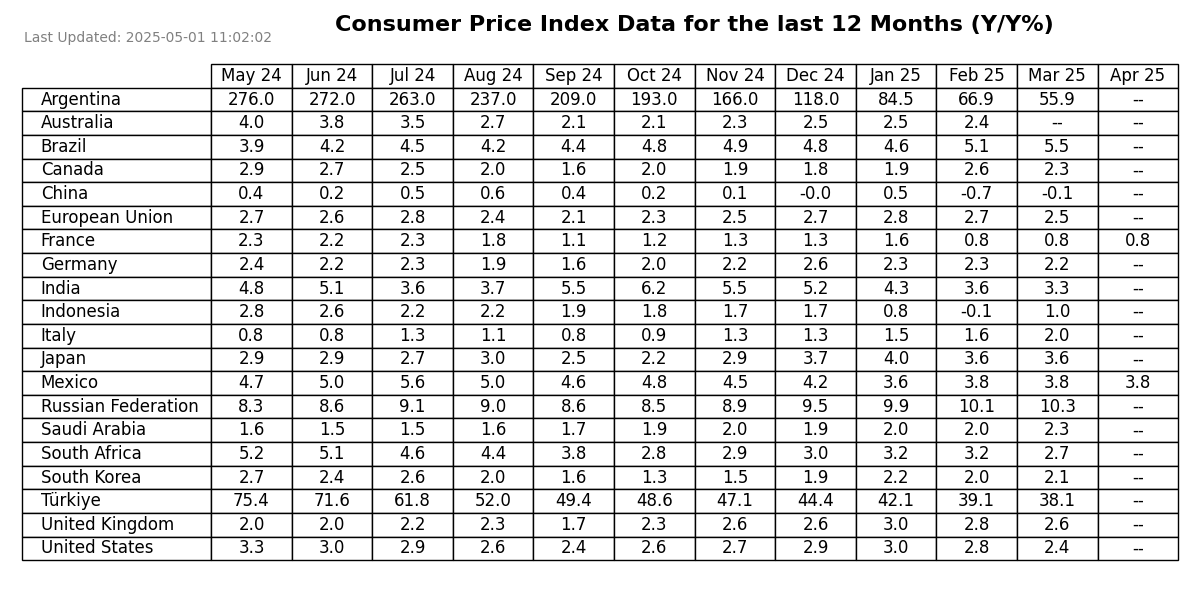 Consumer Price Index Data for the last 12 Months (Y/Y%)
Last Updated: 2025-05-01 11:02:02
May 24 Jun 24 Jul 24 Aug 24 Sep 24 Oct 24 Nov 24 Dec 24 Jan 25 Feb 25 Mar 25 Apr 25
Argentina 276.0 272.0 263.0 237.0 209.0 193.0 166.0 118.0 84.5 66.9 55.9 --
Australia 4.0 3.8 3.5 2.7 2.1 2.1 2.3 2.5 2.5 2.4 -- --
Brazil 3.9 4.2 4.5 4.2 4.4 4.8 4.9 4.8 4.6 5.1 5.5 --
Canada 2.9 2.7 2.5 2.0 1.6 2.0 1.9 1.8 1.9 2.6 2.3 --
China 0.4 0.2 0.5 0.6 0.4 0.2 0.1 -0.0 0.5 -0.7 -0.1 --
European Union 2.7 2.6 2.8 2.4 2.1 2.3 2.5 2.7 2.8 2.7 2.5 --
France 2.3 2.2 2.3 1.8 1.1 1.2 1.3 1.3 1.6 0.8 0.8 0.8
Germany 2.4 2.2 2.3 1.9 1.6 2.0 2.2 2.6 2.3 2.3 2.2 --
India 4.8 5.1 3.6 3.7 5.5 6.2 5.5 5.2 4.3 3.6 3.3 --
Indonesia 2.8 2.6 2.2 2.2 1.9 1.8 1.7 1.7 0.8 -0.1 1.0 --
Italy 0.8 0.8 1.3 1.1 0.8 0.9 1.3 1.3 1.5 1.6 2.0 --
Japan 2.9 2.9 2.7 3.0 2.5 2.2 2.9 3.7 4.0 3.6 3.6 --
Mexico 4.7 5.0 5.6 5.0 4.6 4.8 4.5 4.2 3.6 3.8 3.8 3.8
Russian Federation 8.3 8.6 9.1 9.0 8.6 8.5 8.9 9.5 9.9 10.1 10.3 --
Saudi Arabia 1.6 1.5 1.5 1.6 1.7 1.9 2.0 1.9 2.0 2.0 2.3 --
South Africa 5.2 5.1 4.6 4.4 3.8 2.8 2.9 3.0 3.2 3.2 2.7 --
South Korea 2.7 2.4 2.6 2.0 1.6 1.3 1.5 1.9 2.2 2.0 2.1 --
Türkiye 75.4 71.6 61.8 52.0 49.4 48.6 47.1 44.4 42.1 39.1 38.1 --
United Kingdom 2.0 2.0 2.2 2.3 1.7 2.3 2.6 2.6 3.0 2.8 2.6 --
United States 3.3 3.0 2.9 2.6 2.4 2.6 2.7 2.9 3.0 2.8 2.4 --